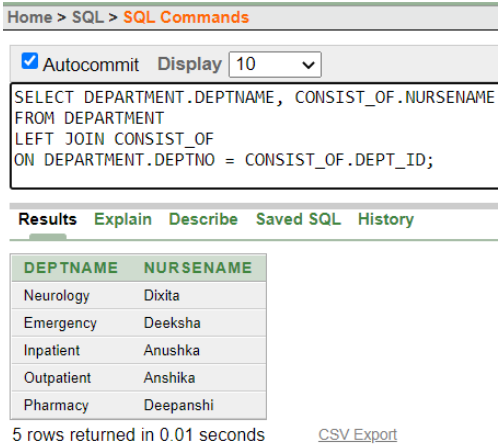 Home > SQL > SQL Commands
Autocommit Display 10
SELECT DEPARTMENT.DEPTNAME, CONSIST_OF.NURSENAME
FROM DEPARTMENT
LEFT JOIN CONSIST_OF
ON DEPARTMENT.DEPTNO = CONSIST_OF.DEPT_ID;
Results Explain Describe Saved SQL History
DEPTNAME NURSENAME
Neurology Dixita
Emergency Deeksha
Inpatient Anushka
Outpatient Anshika
Pharmacy Deepanshi
5 rows returned in 0.01 seconds CSV Export